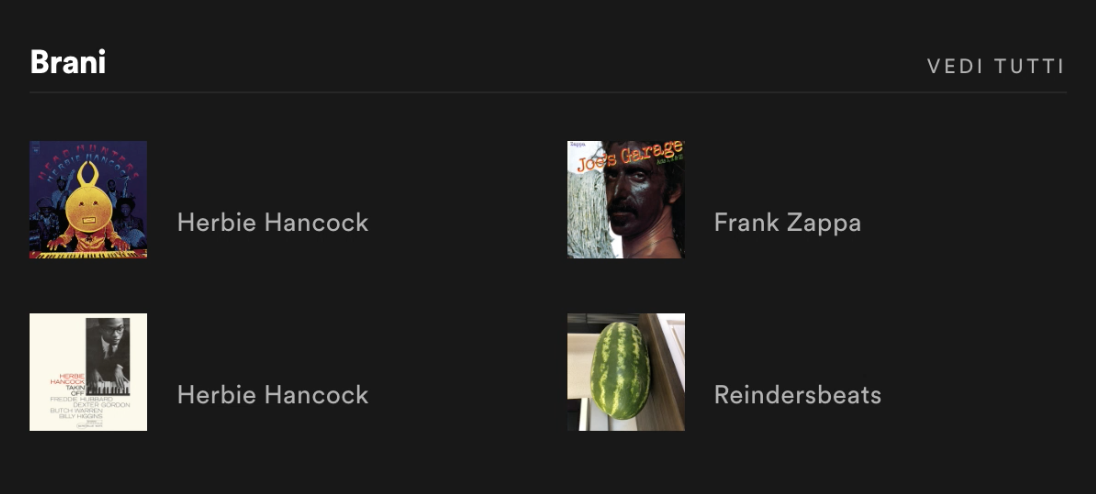 Brani
VEDI TUTTI
HEAD HUNTERS
HERBIE HANCOCK
Herbie Hancock
Zappa
Joe's Garage
Frank Zappa
HERBIE
HANCOCK
TAKIN'
OFF
FREDDIE HUBBARD
DEXTER GORDON
BUTCH WARREN
BILLY HIGGINS
Herbie Hancock
Reindersbeats